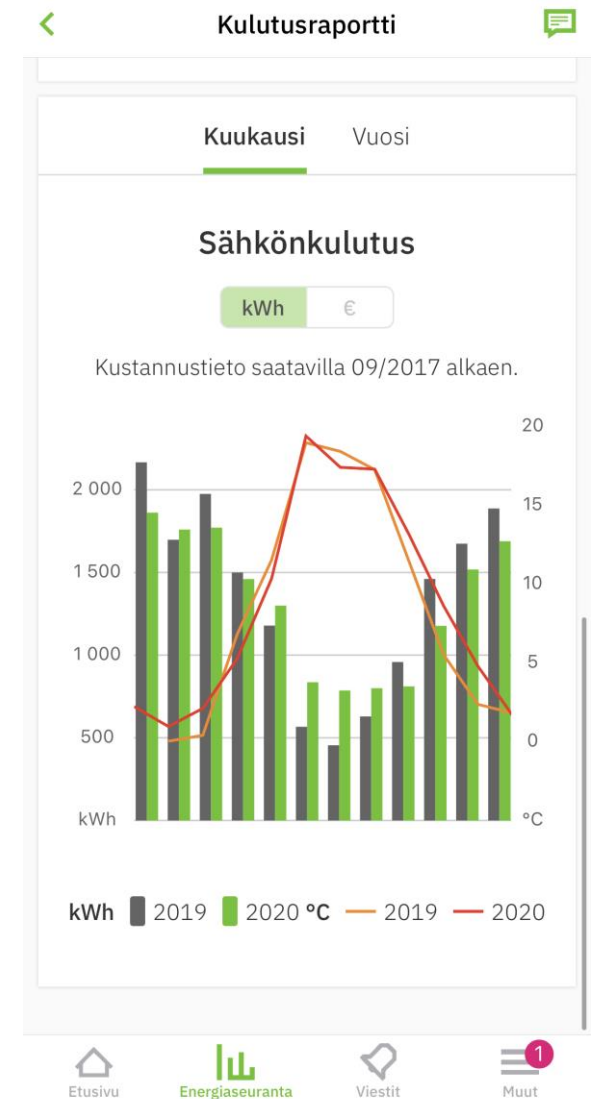 Kulutusraportti
Kuukausi Vuosi
Sähkönkulutus
kWh €
Kustannustieto saatavilla 09/2017 alkaen.
20
2 000
15
1 500
10
1 000
5
500
0
kWh °C
kWh 2019 2020 °C 2019 2020
1
Etusivu Energiaseuranta Viestit Muut